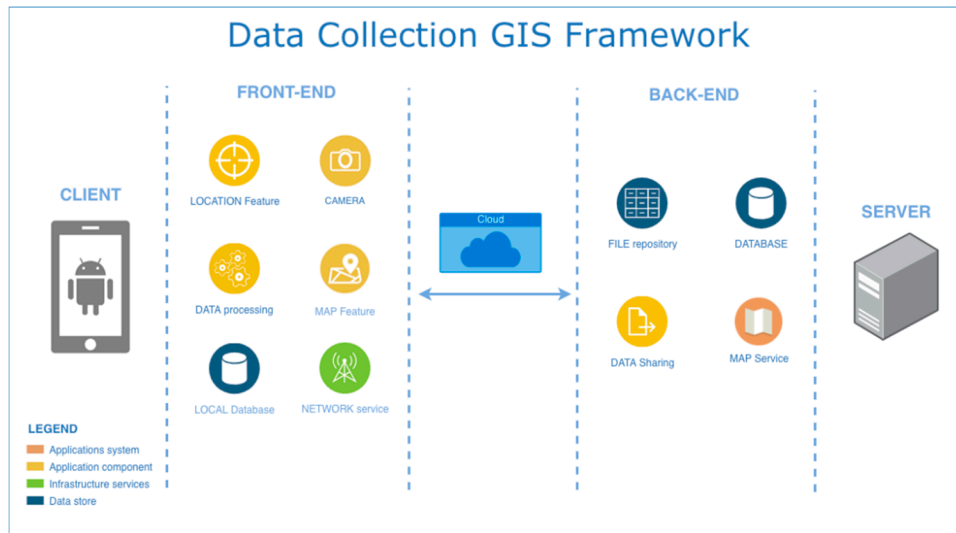 Data Collection GIS Framework
FRONT-END
BACK-END
CLIENT
LOCATION Feature
CAMERA
DATA processing
MAP Feature
LOCAL Database
NETWORK service
Cloud
FILE repository
DATABASE
DATA Sharing
MAP Service
SERVER
LEGEND
Applications system
Application component
Infrastructure services
Data store